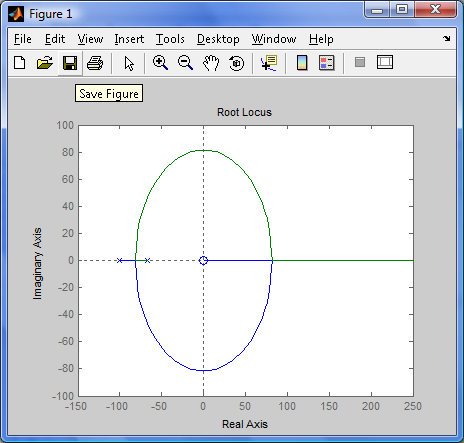 Figure 1
File Edit View Insert Tools Desktop Window Help
Save Figure
Root Locus
100
80
60
40
20
0
-20
-40
-60
-80
-100
Imaginary Axis
-150 -100 -50 0 50 100 150 200 250
Real Axis